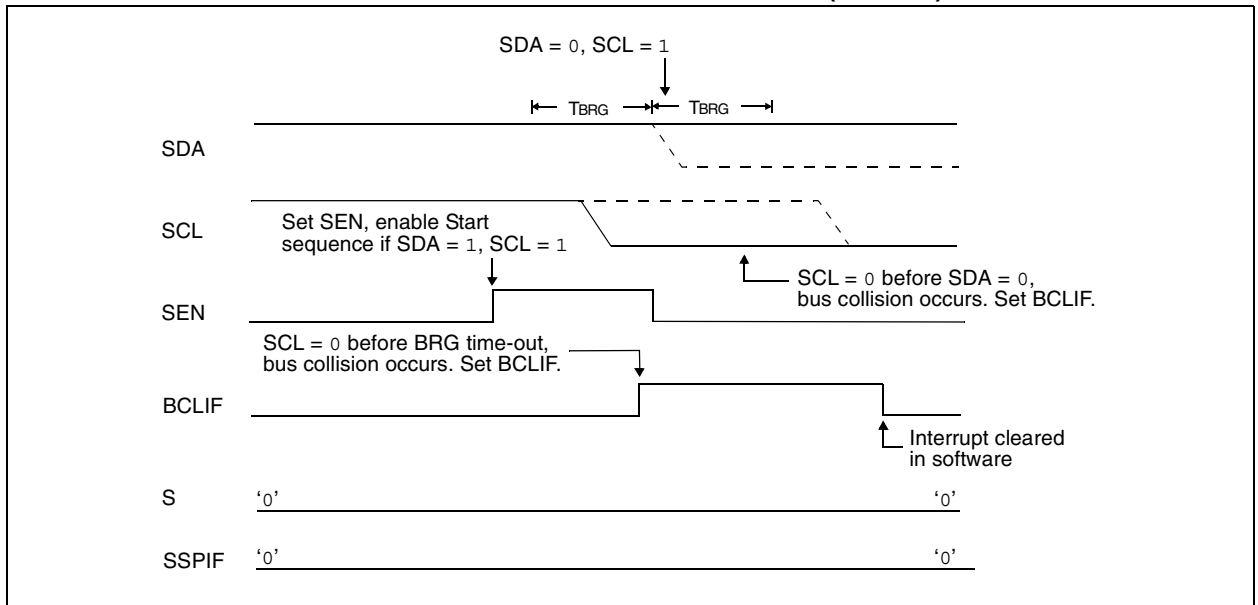 SDA = 0, SCL = 1
TBRG TBRG
SDA
SCL
Set SEN, enable Start
sequence if SDA = 1, SCL = 1
SCL = 0 before SDA = 0,
bus collision occurs. Set BCLIF.
SEN
SCL = 0 before BRG time-out,
bus collision occurs. Set BCLIF.
BCLIF
Interrupt cleared
in software
S ‘0’ ‘0’
SSPIF ‘0’ ‘0’